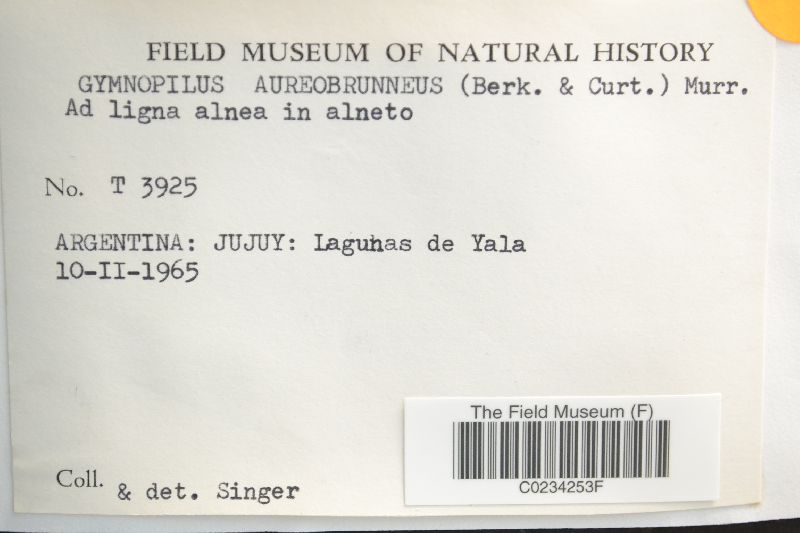 FIELD MUSEUM OF NATURAL HISTORY
GYMNOPILUS AUREOBRUNNEUS (Berk. & Curt.) Murr.
Ad ligna alnea in alneto
No. T 3925
ARGENTINA: JUJUY: Lagunas de Yala
10-II-1965
Coll. & det. Singer
The Field Museum (F)
C0234253F